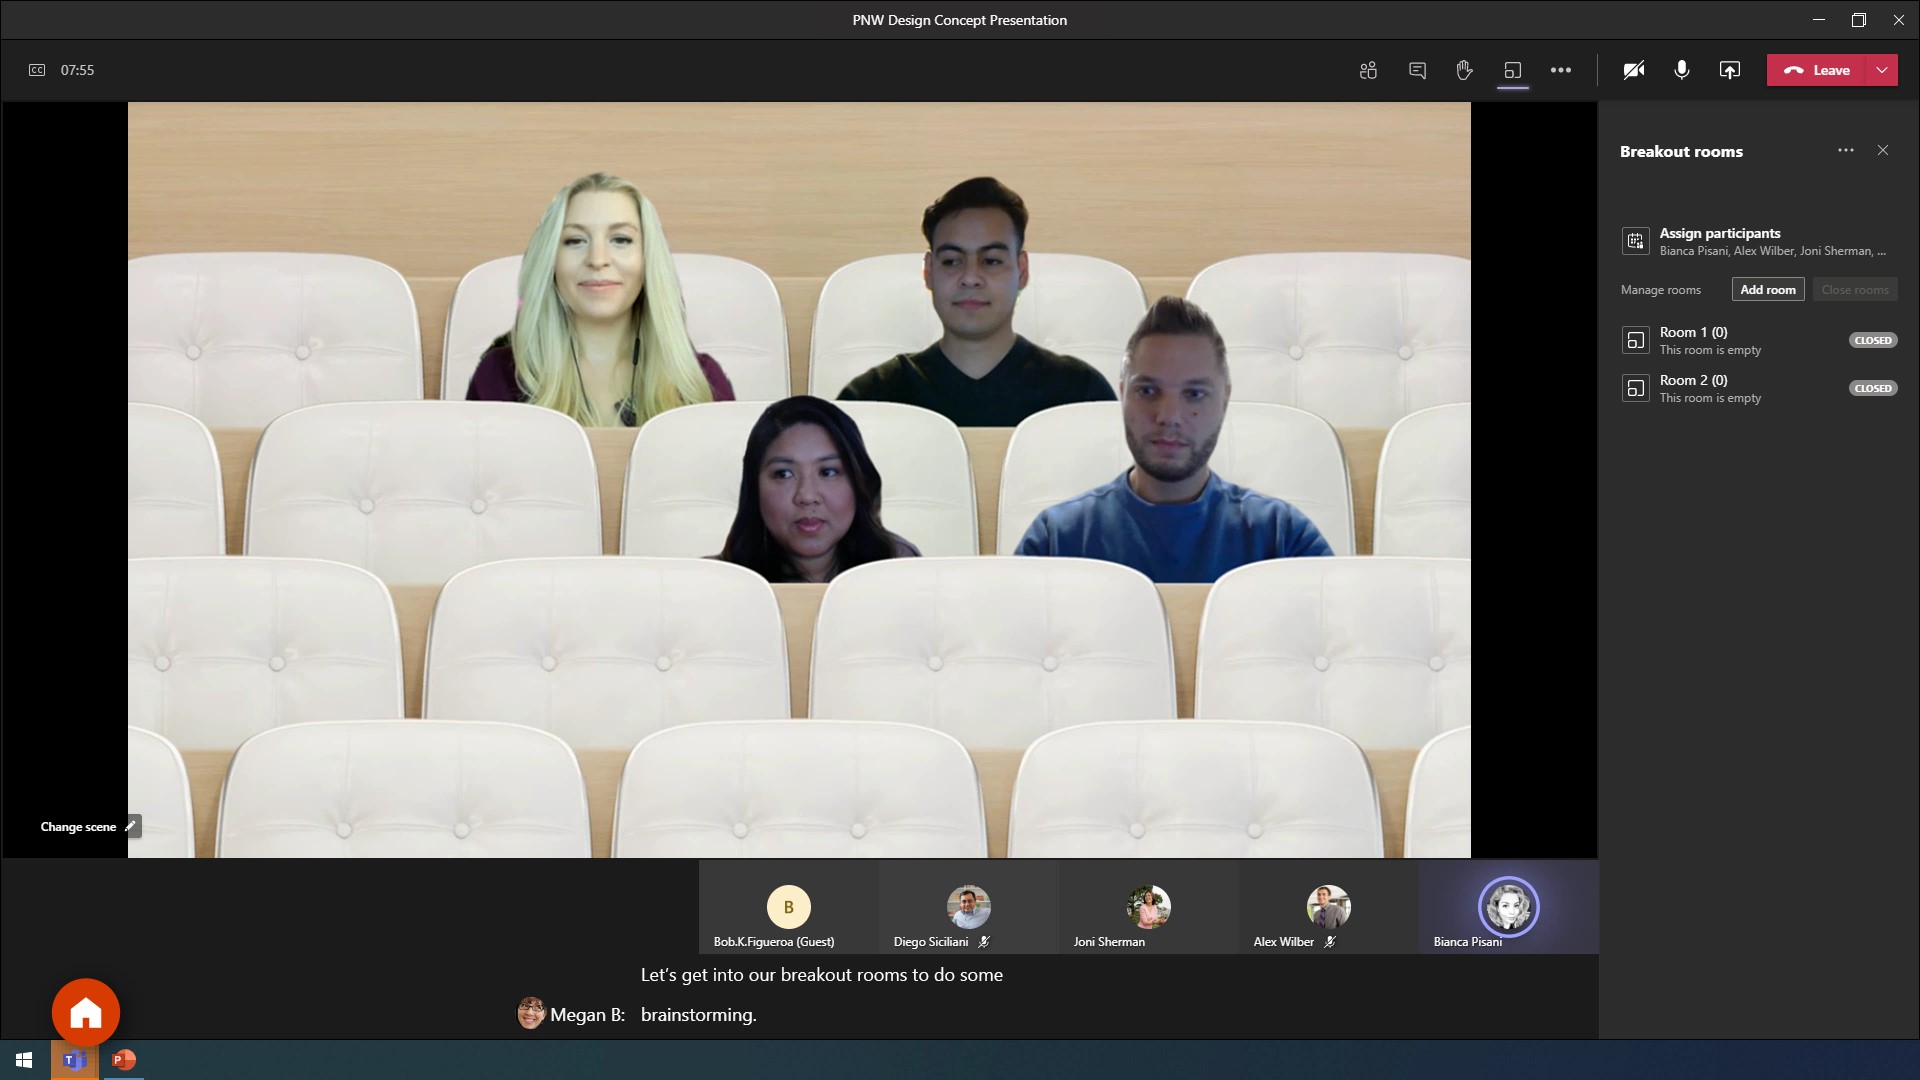 PNW Design Concept Presentation
CC
07:55
Leave
Breakout rooms
Assign participants
Bianca Pisani, Alex Wilber, Joni Sherman, ...
Manage rooms
Add room
Close rooms
Room 1 (0)
This room is empty
CLOSED
Room 2 (0)
This room is empty
CLOSED
Change scene
B
Bob.K.Figueroa (Guest)
Diego Siciliani
Joni Sherman
Alex Wilber
Bianca Pisani
Let's get into our breakout rooms to do some
Megan B: brainstorming.
T
P